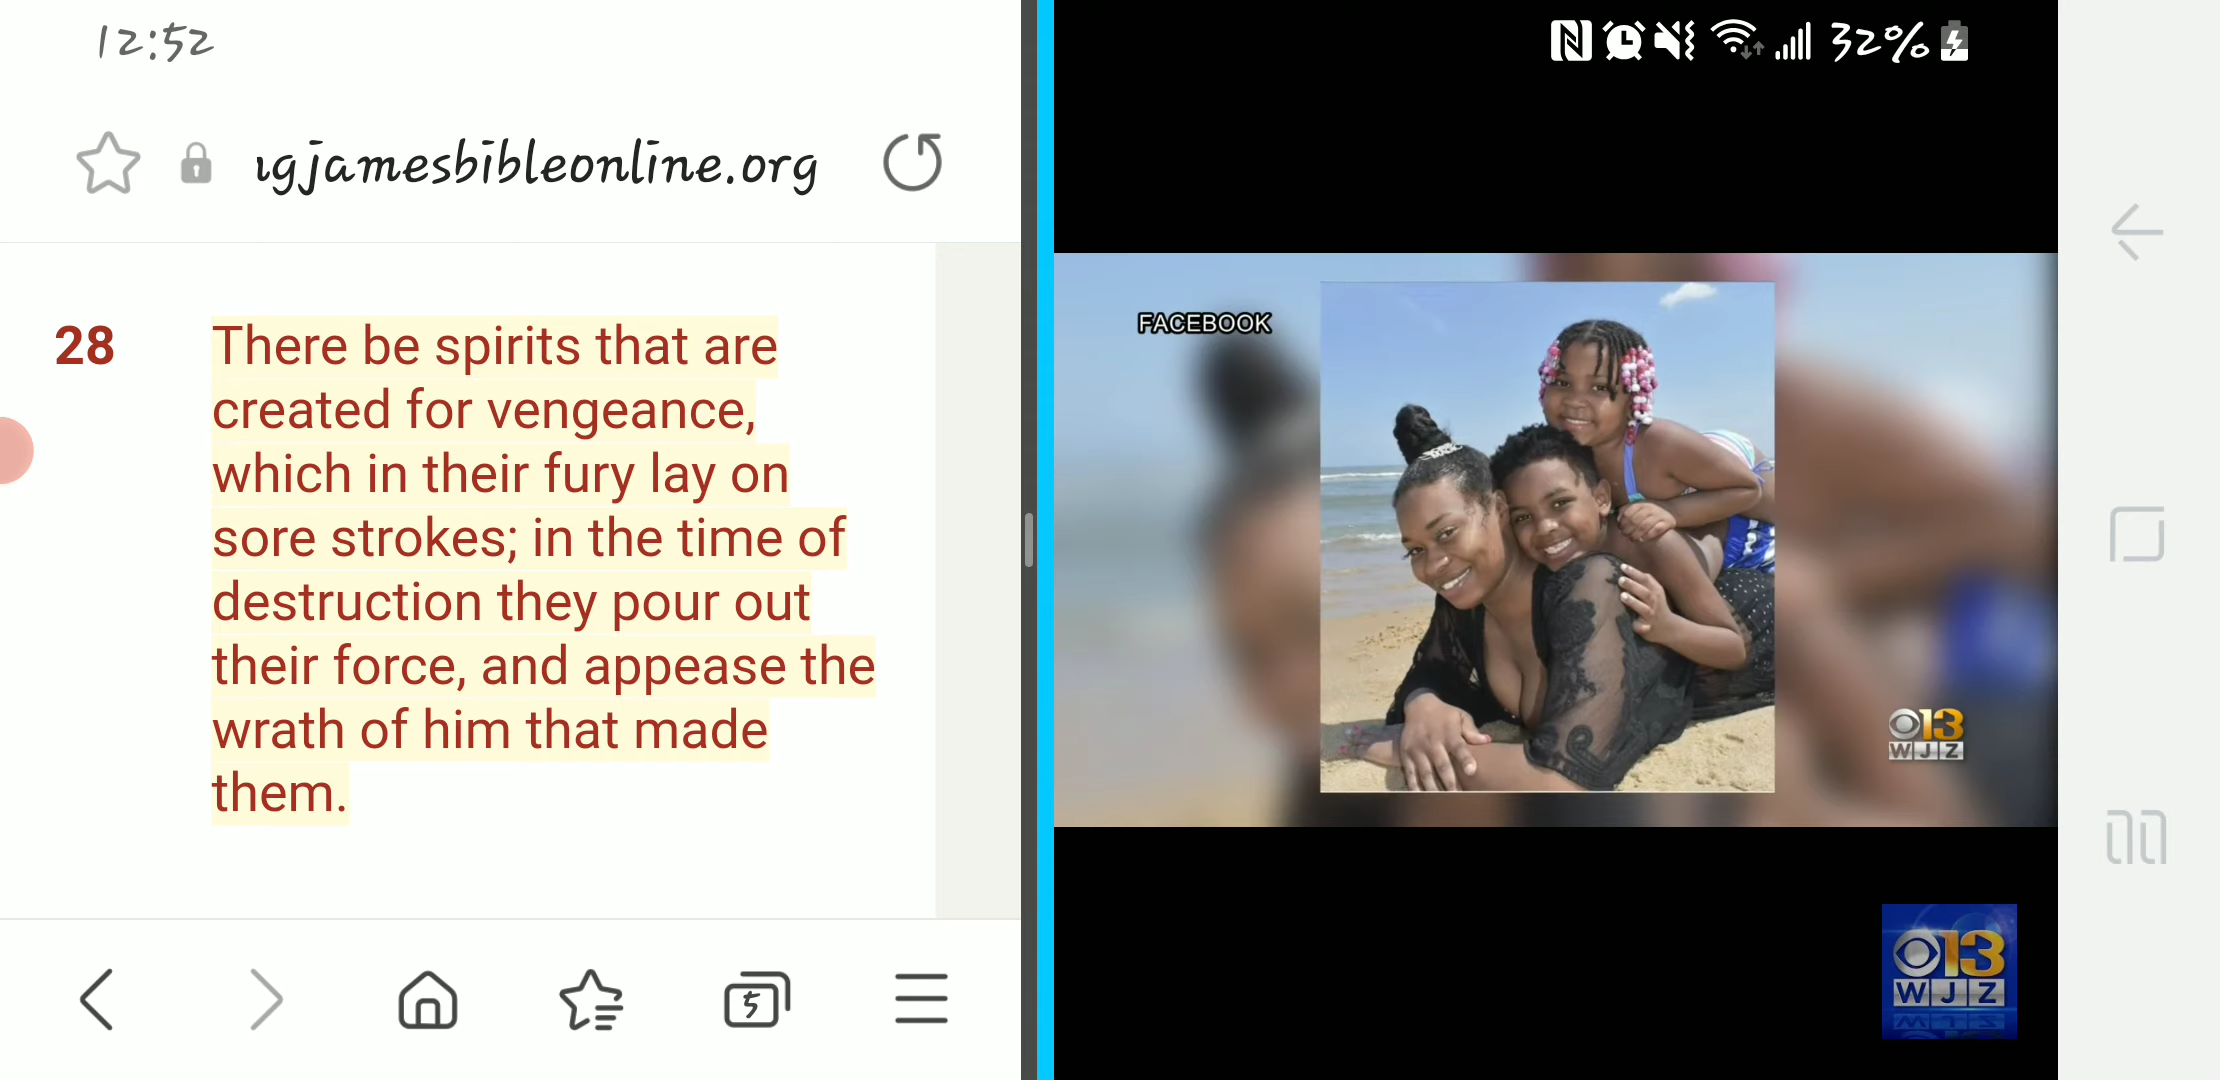 12:52
32%
gjamesbibleonline.org
28
There be spirits that are
created for vengeance,
which in their fury lay on
sore strokes; in the time of
destruction they pour out
their force, and appease the
wrath of him that made
them.
5
FACEBOOK
13
WJZ
13
WJZ